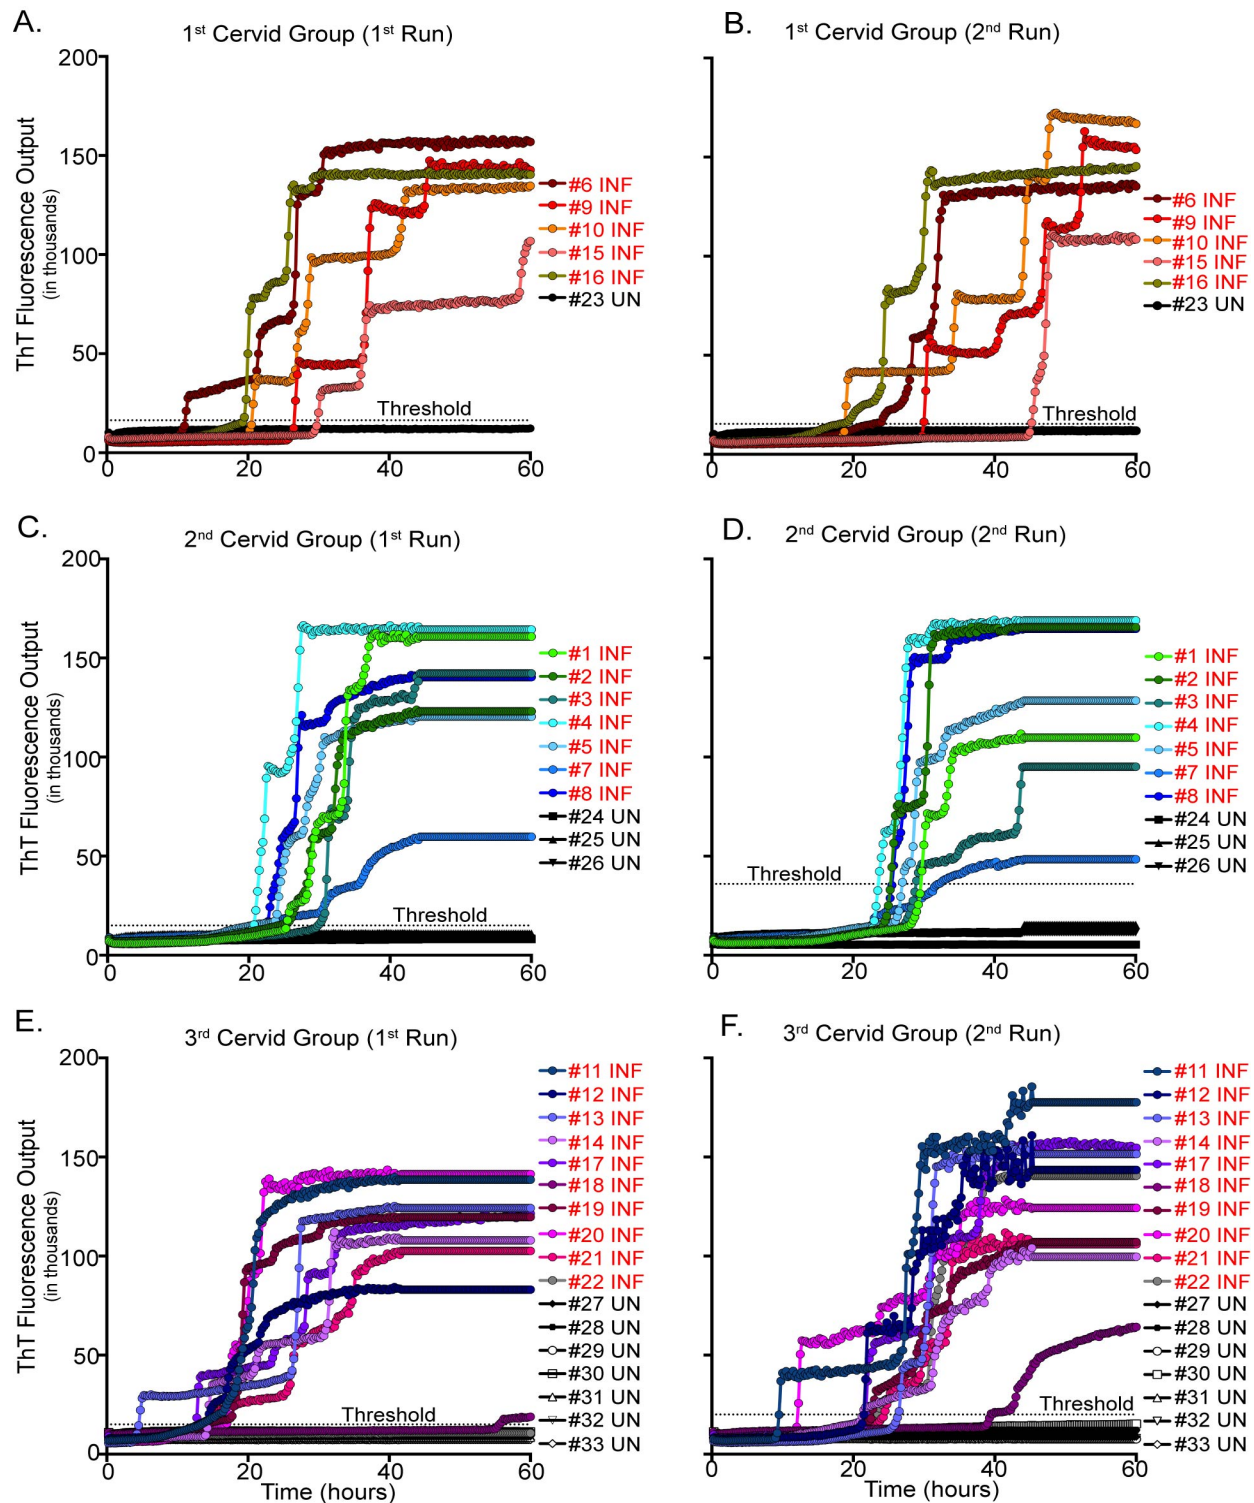 A.
1st Cervid Group (1st Run)
ThT Fluorescence Output
(in thousands)
200
150
100
50
0
0
20
40
60
Threshold
#6 INF
#9 INF
#10 INF
#15 INF
#16 INF
#23 UN
B.
1st Cervid Group (2nd Run)
0
20
40
60
Threshold
#6 INF
#9 INF
#10 INF
#15 INF
#16 INF
#23 UN
C.
2nd Cervid Group (1st Run)
ThT Fluorescence Output
(in thousands)
200
150
100
50
0
0
20
40
60
Threshold
#1 INF
#2 INF
#3 INF
#4 INF
#5 INF
#7 INF
#8 INF
#24 UN
#25 UN
#26 UN
D.
2nd Cervid Group (2nd Run)
0
20
40
60
Threshold
#1 INF
#2 INF
#3 INF
#4 INF
#5 INF
#7 INF
#8 INF
#24 UN
#25 UN
#26 UN
E.
3rd Cervid Group (1st Run)
ThT Fluorescence Output
(in thousands)
200
150
100
50
0
0
20
40
60
Time (hours)
Threshold
#11 INF
#12 INF
#13 INF
#14 INF
#17 INF
#18 INF
#19 INF
#20 INF
#21 INF
#22 INF
#27 UN
#28 UN
#29 UN
#30 UN
#31 UN
#32 UN
#33 UN
F.
3rd Cervid Group (2nd Run)
0
20
40
60
Time (hours)
Threshold
#11 INF
#12 INF
#13 INF
#14 INF
#17 INF
#18 INF
#19 INF
#20 INF
#21 INF
#22 INF
#27 UN
#28 UN
#29 UN
#30 UN
#31 UN
#32 UN
#33 UN